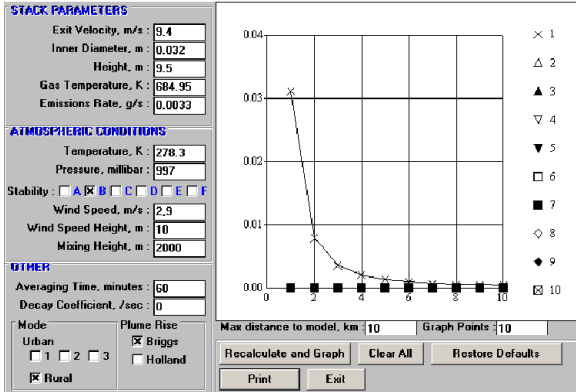 STACK PARAMETERS
Exit Velocity, m/s : 9.4
Inner Diameter, m : 0.032
Height, m : 9.5
Gas Temperature, K : 684.95
Emissions Rate, g/s : 0.0033
ATMOSPHERIC CONDITIONS
Temperature, K : 278.3
Pressure, millibar : 997
Stability : A B C D E F
Wind Speed, m/s : 2,9
Wind Speed Height, m : 10
Mixing Height, m : 2000
OTHER
Averaging Time, minutes : 60
Decay Coefficient, /sec : 0
Mode
Urban
1 2 3
Rural
Plume Rise
Briggs
Holland
0.04
0.03
0.02
0.01
0.00
0 2 4 6 8 10
1
2
3
4
5
6
7
8
9
10
Max distance to model, km : 10 Graph Points : 10
Recalculate and Graph Clear All Restore Defaults
Print Exit